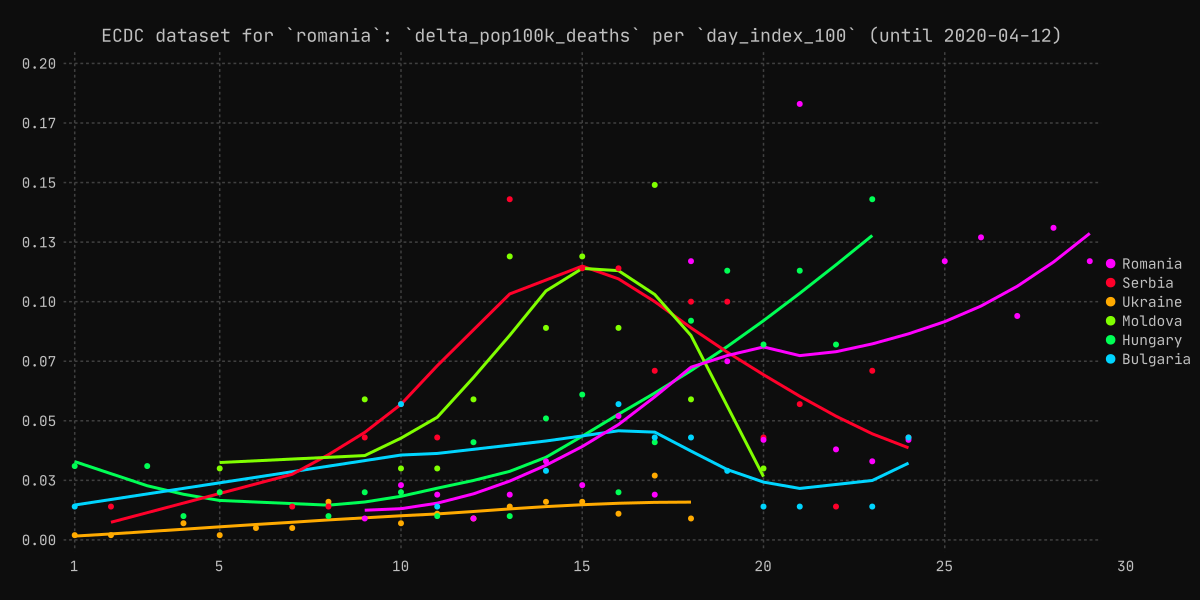 ECDC dataset for `romania`: `delta_pop100k_deaths` per `day_index_100` (until 2020-04-12)
0.20
0.17
0.15
0.13
0.10
0.07
0.05
0.03
0.00
1 5 10 15 20 25 30
Romania
Serbia
Ukraine
Moldova
Hungary
Bulgaria